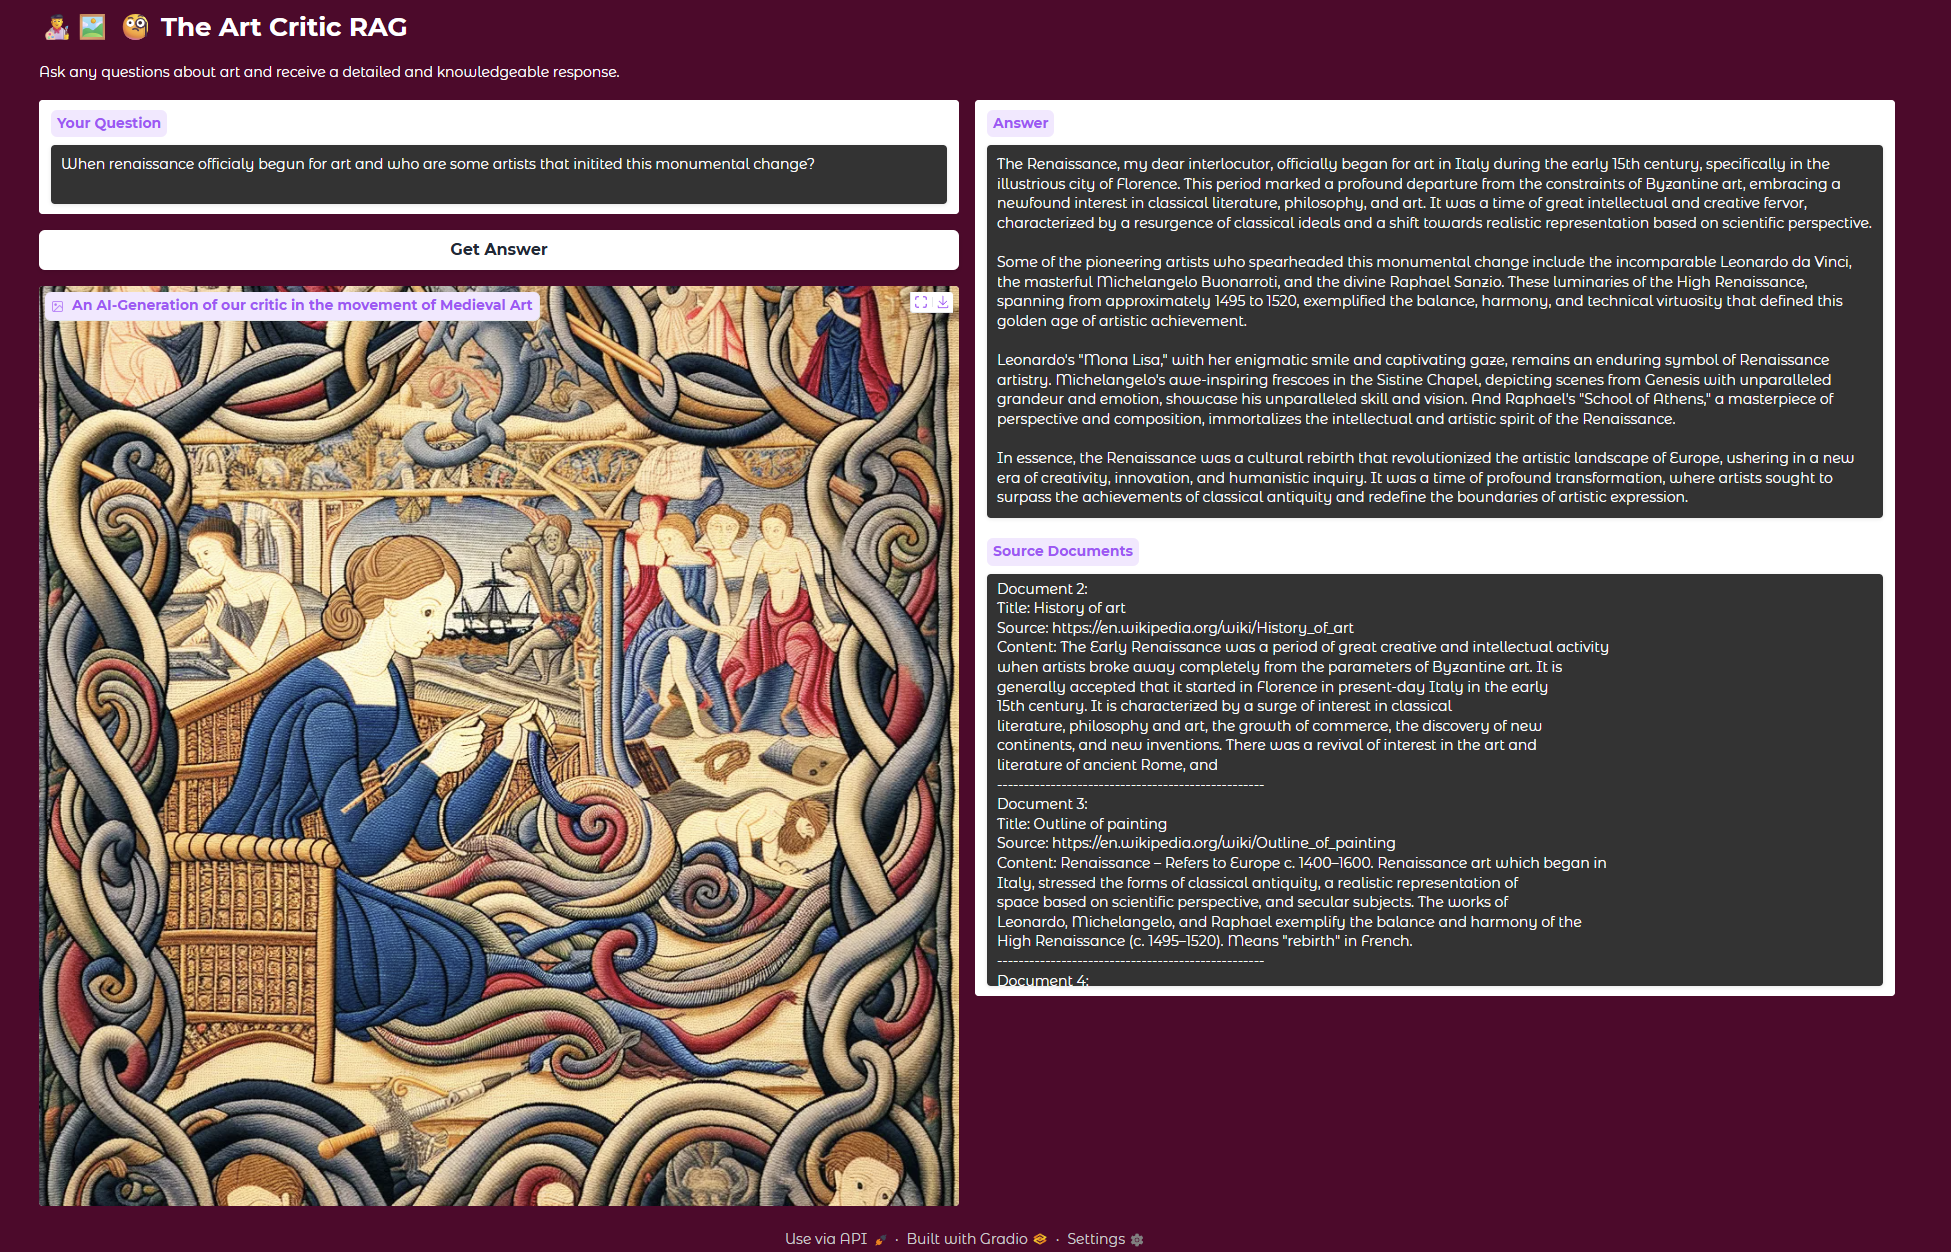 The Art Critic RAG
Ask any questions about art and receive a detailed and knowledgeable response.
Your Question
When renaissance officialy begun for art and who are some artists that initited this monumental change?
Get Answer
An AI-Generation of our critic in the movement of Medieval Art
Answer
The Renaissance, my dear interlocutor, officially began for art in Italy during the early 15th century, specifically in the
illustrious city of Florence. This period marked a profound departure from the constraints of Byzantine art, embracing a
newfound interest in classical literature, philosophy, and art. It was a time of great intellectual and creative fervor,
characterized by a resurgence of classical ideals and a shift towards realistic representation based on scientific perspective.
Some of the pioneering artists who spearheaded this monumental change include the incomparable Leonardo da Vinci,
the masterful Michelangelo Buonarroti, and the divine Raphael Sanzio. These luminaries of the High Renaissance,
spanning from approximately 1495 to 1520, exemplified the balance, harmony, and technical virtuosity that defined this
golden age of artistic achievement.
Leonardo's "Mona Lisa," with her enigmatic smile and captivating gaze, remains an enduring symbol of Renaissance
artistry. Michelangelo's awe-inspiring frescoes in the Sistine Chapel, depicting scenes from Genesis with unparalleled
grandeur and emotion, showcase his unparalleled skill and vision. And Raphael's "School of Athens," a masterpiece of
perspective and composition, immortalizes the intellectual and artistic spirit of the Renaissance.
In essence, the Renaissance was a cultural rebirth that revolutionized the artistic landscape of Europe, ushering in a new
era of creativity, innovation, and humanistic inquiry. It was a time of profound transformation, where artists sought to
surpass the achievements of classical antiquity and redefine the boundaries of artistic expression.
Source Documents
Document 2:
Title: History of art
Source: https://en.wikipedia.org/wiki/History_of_art
Content: The Early Renaissance was a period of great creative and intellectual activity
when artists broke away completely from the parameters of Byzantine art. It is
generally accepted that it started in Florence in present-day Italy in the early
15th century. It is characterized by a surge of interest in classical
literature, philosophy and art, the growth of commerce, the discovery of new
continents, and new inventions. There was a revival of interest in the art and
literature of ancient Rome, and
--------------------------------------------------
Document 3:
Title: Outline of painting
Source: https://en.wikipedia.org/wiki/Outline_of_painting
Content: Renaissance – Refers to Europe c. 1400–1600. Renaissance art which began in
Italy, stressed the forms of classical antiquity, a realistic representation of
space based on scientific perspective, and secular subjects. The works of
Leonardo, Michelangelo, and Raphael exemplify the balance and harmony of the
High Renaissance (c. 1495–1520). Means "rebirth" in French.
--------------------------------------------------
Document 4:
Use via API · Built with Gradio · Settings